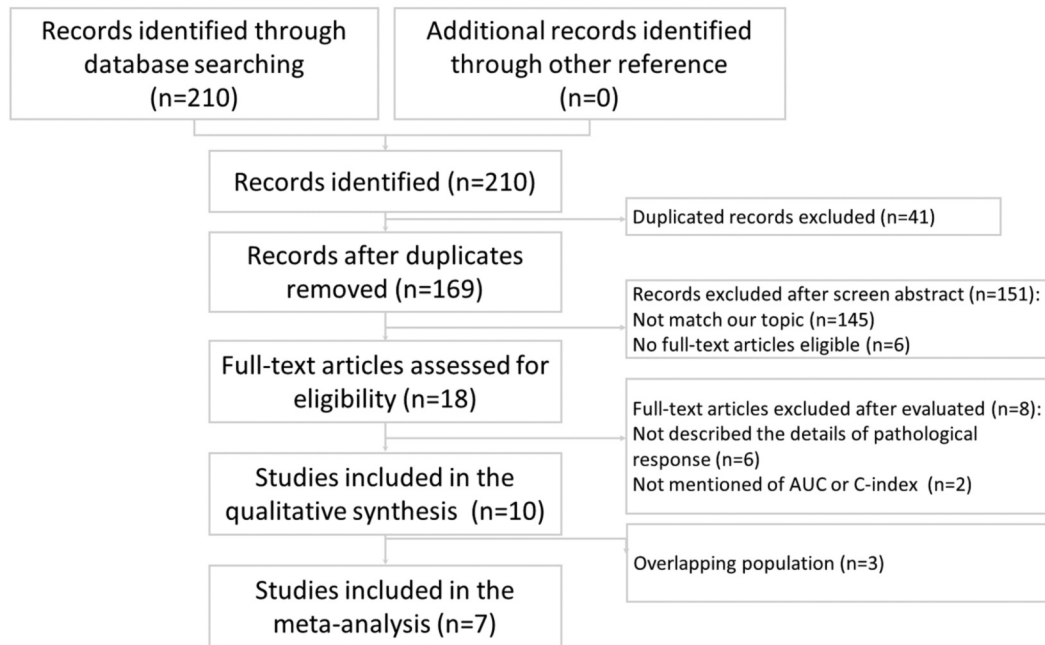 Records identified through
database searching
(n=210)
Additional records identified
through other reference
(n=0)
Records identified (n=210)
Duplicated records excluded (n=41)
Records after duplicates
removed (n=169)
Records excluded after screen abstract (n=151):
Not match our topic (n=145)
No full-text articles eligible (n=6)
Full-text articles assessed for
eligibility (n=18)
Full-text articles excluded after evaluated (n=8):
Not described the details of pathological
response (n=6)
Not mentioned of AUC or C-index (n=2)
Studies included in the
qualitative synthesis (n=10)
Overlapping population (n=3)
Studies included in the
meta-analysis (n=7)